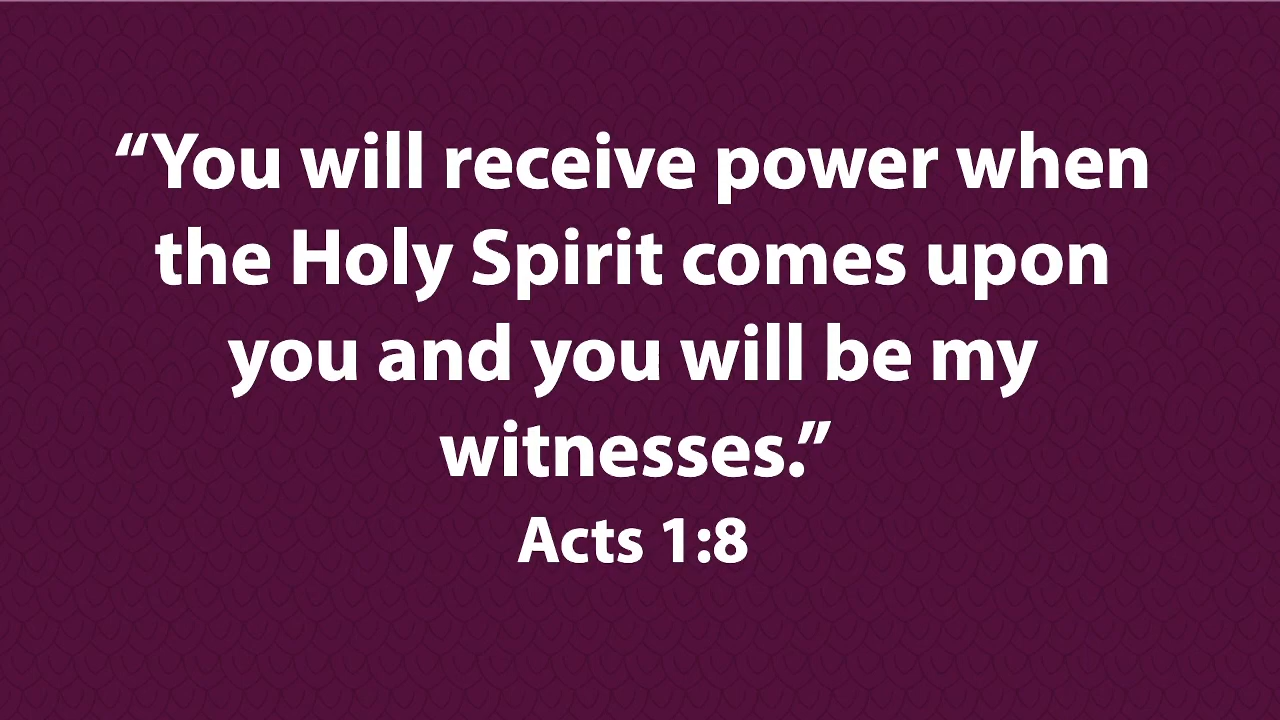 “You will receive power when
the Holy Spirit comes upon
you and you will be my
witnesses.”
Acts 1:8